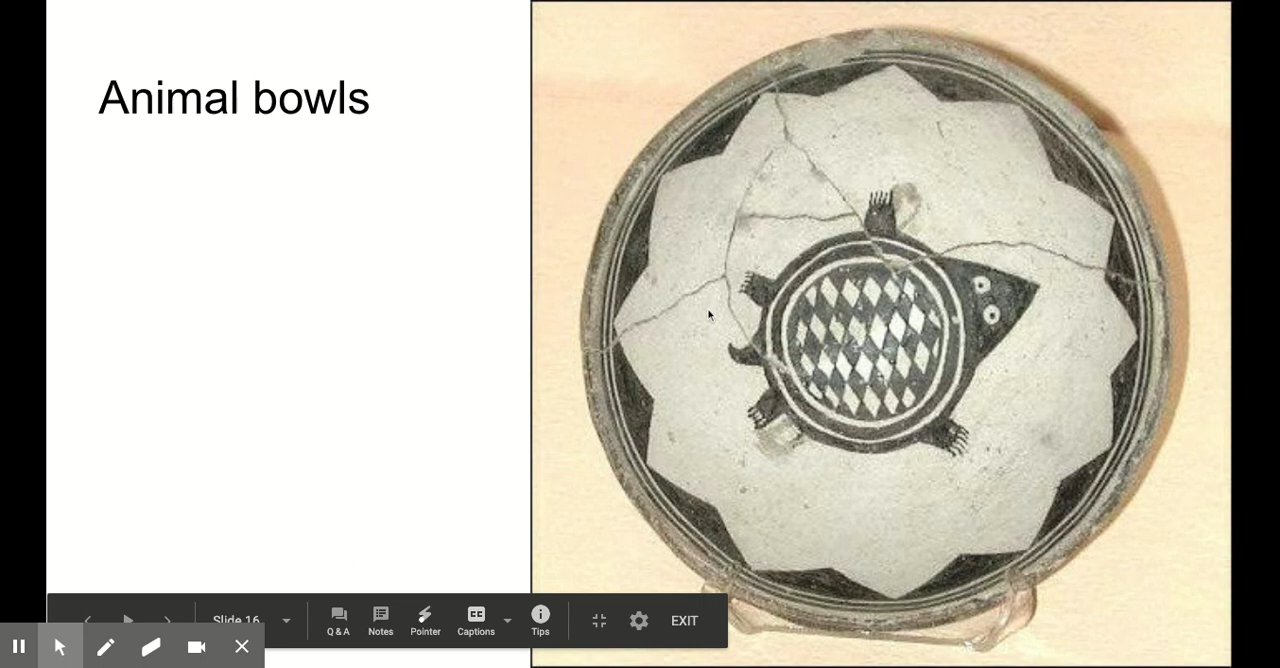 Animal bowls
Slide 16
Q & A
Notes
Pointer
Captions
Tips
EXIT